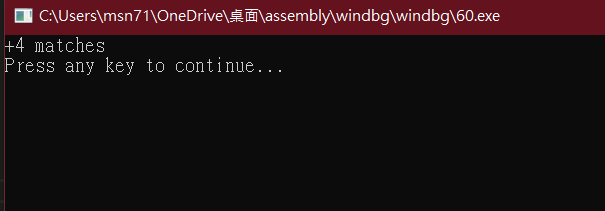 C:\Users\msn71\OneDrive\桌面\assembly\windbg\windbg\60.exe
+4 matches
Press any key to continue...